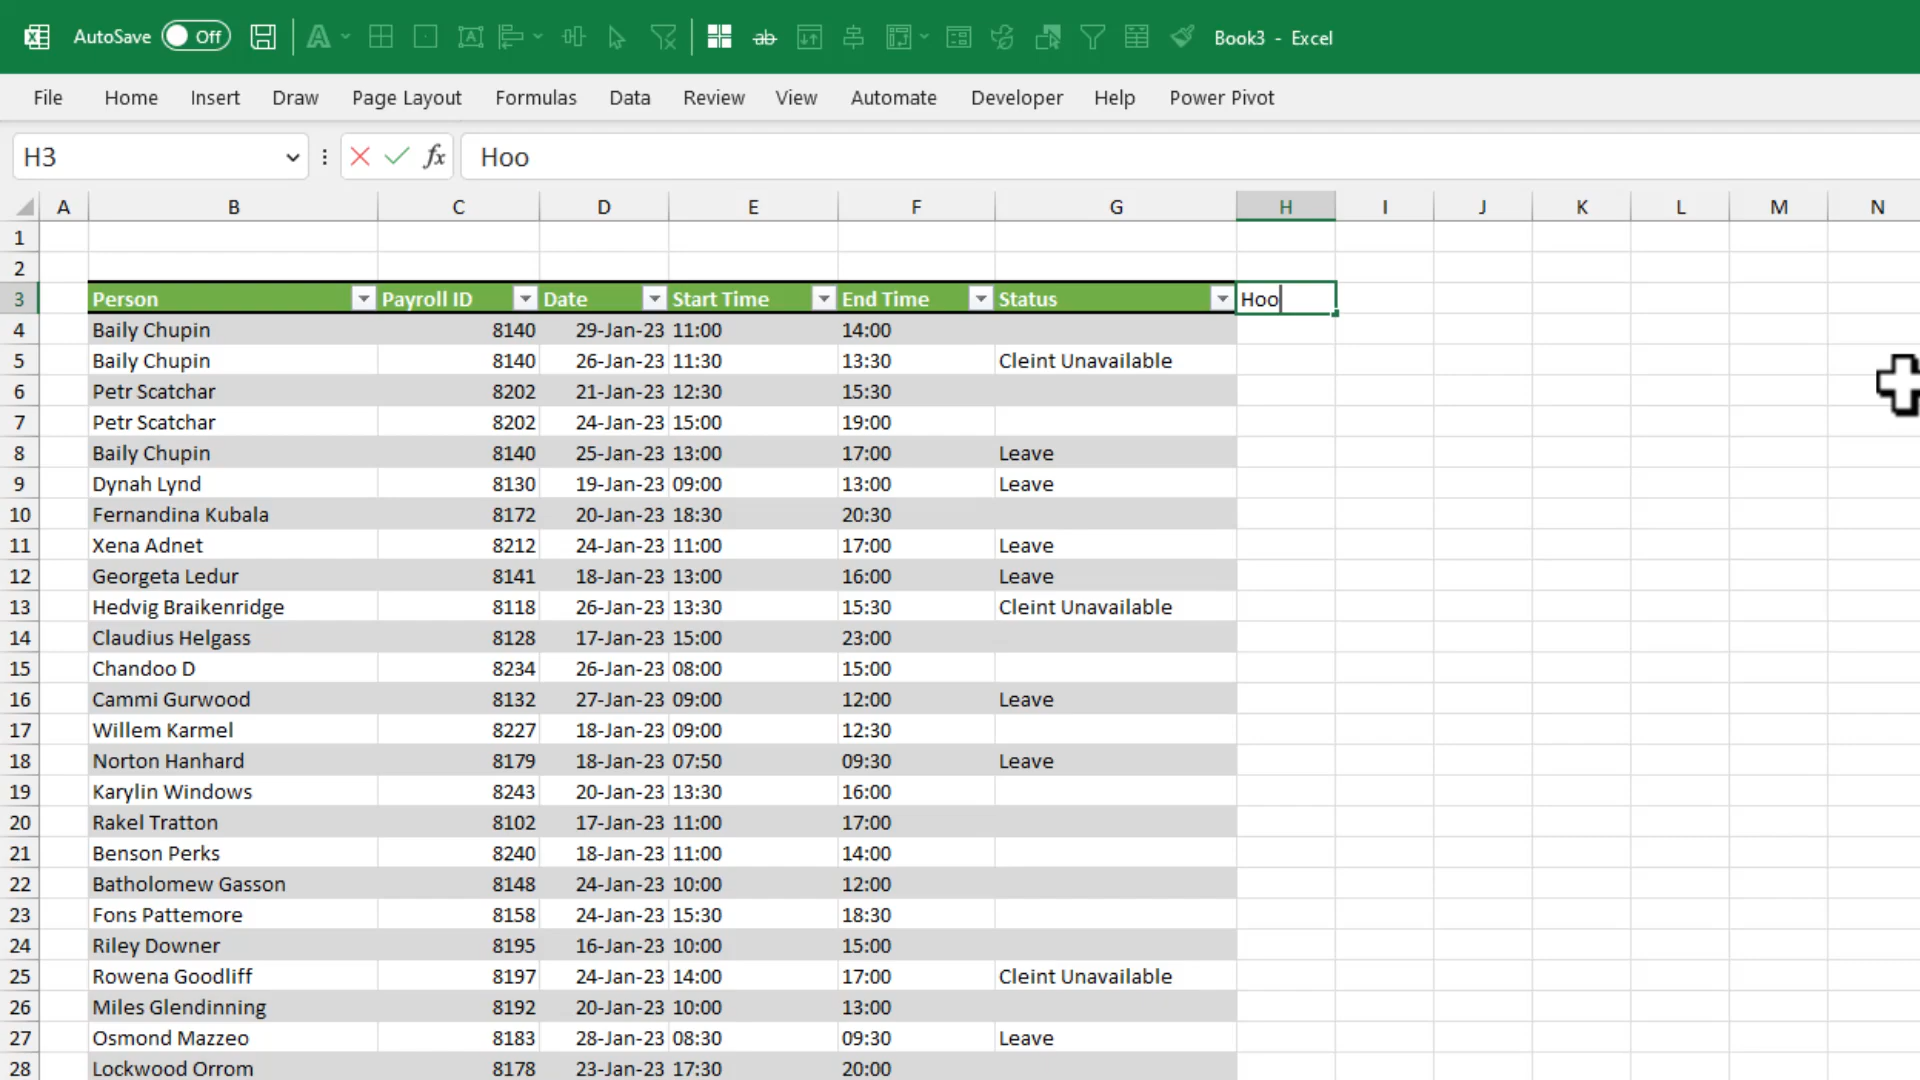 AutoSave Off Book3 - Excel
File Home Insert Draw Page Layout Formulas Data Review View Automate Developer Help Power Pivot
H3 fx Hoo
A B C D E F G H I J K L M N
1
2
3 Person Payroll ID Date Start Time End Time Status Hoo
4 Baily Chupin 8140 29-Jan-23 11:00 14:00
5 Baily Chupin 8140 26-Jan-23 11:30 13:30 Cleint Unavailable
6 Petr Scatchar 8202 21-Jan-23 12:30 15:30
7 Petr Scatchar 8202 24-Jan-23 15:00 19:00
8 Baily Chupin 8140 25-Jan-23 13:00 17:00 Leave
9 Dynah Lynd 8130 19-Jan-23 09:00 13:00 Leave
10 Fernandina Kubala 8172 20-Jan-23 18:30 20:30
11 Xena Adnet 8212 24-Jan-23 11:00 17:00 Leave
12 Georgeta Ledur 8141 18-Jan-23 13:00 16:00 Leave
13 Hedvig Braikenridge 8118 26-Jan-23 13:30 15:30 Cleint Unavailable
14 Claudius Helgass 8128 17-Jan-23 15:00 23:00
15 Chandoo D 8234 26-Jan-23 08:00 15:00
16 Cammi Gurwood 8132 27-Jan-23 09:00 12:00 Leave
17 Willem Karmel 8227 18-Jan-23 09:00 12:30
18 Norton Hanhard 8179 18-Jan-23 07:50 09:30 Leave
19 Karylin Windows 8243 20-Jan-23 13:30 16:00
20 Rakel Tratton 8102 17-Jan-23 11:00 17:00
21 Benson Perks 8240 18-Jan-23 11:00 14:00
22 Batholomew Gasson 8148 24-Jan-23 10:00 12:00
23 Fons Pattemore 8158 24-Jan-23 15:30 18:30
24 Riley Downer 8195 16-Jan-23 10:00 15:00
25 Rowena Goodliff 8197 24-Jan-23 14:00 17:00 Cleint Unavailable
26 Miles Glendinning 8192 20-Jan-23 10:00 13:00
27 Osmond Mazzeo 8183 28-Jan-23 08:30 09:30 Leave
28 Lockwood Orrom 8178 23-Jan-23 17:30 20:00